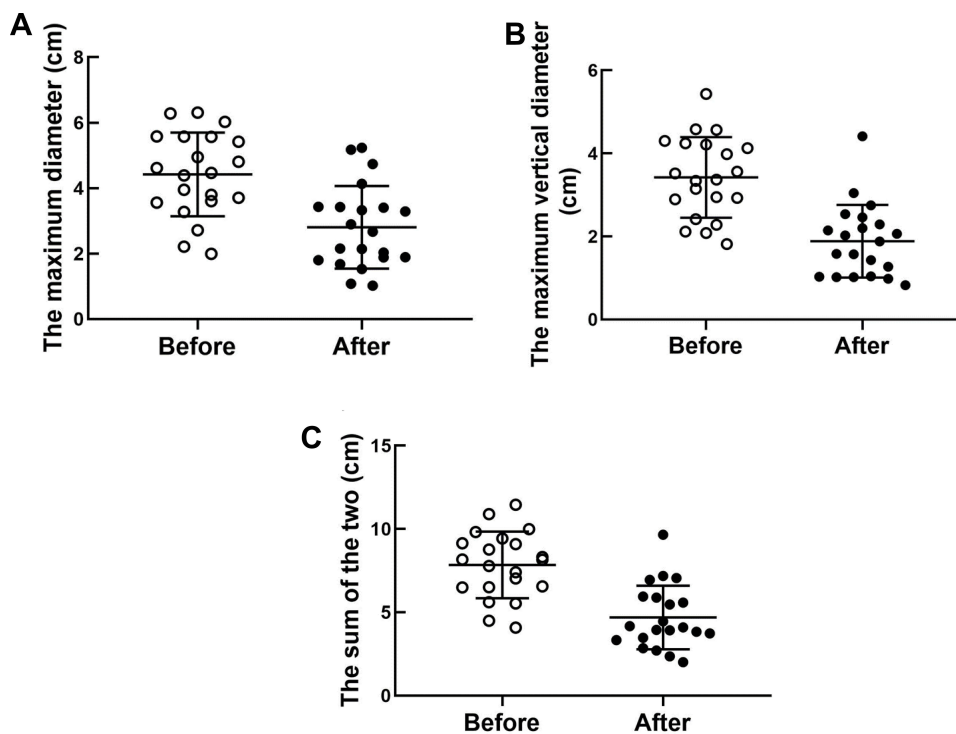 A
The maximum diameter (cm)
8
6
4
2
0
Before
After
B
The maximum vertical diameter
(cm)
6
4
2
0
Before
After
C
The sum of the two (cm)
15
10
5
0
Before
After